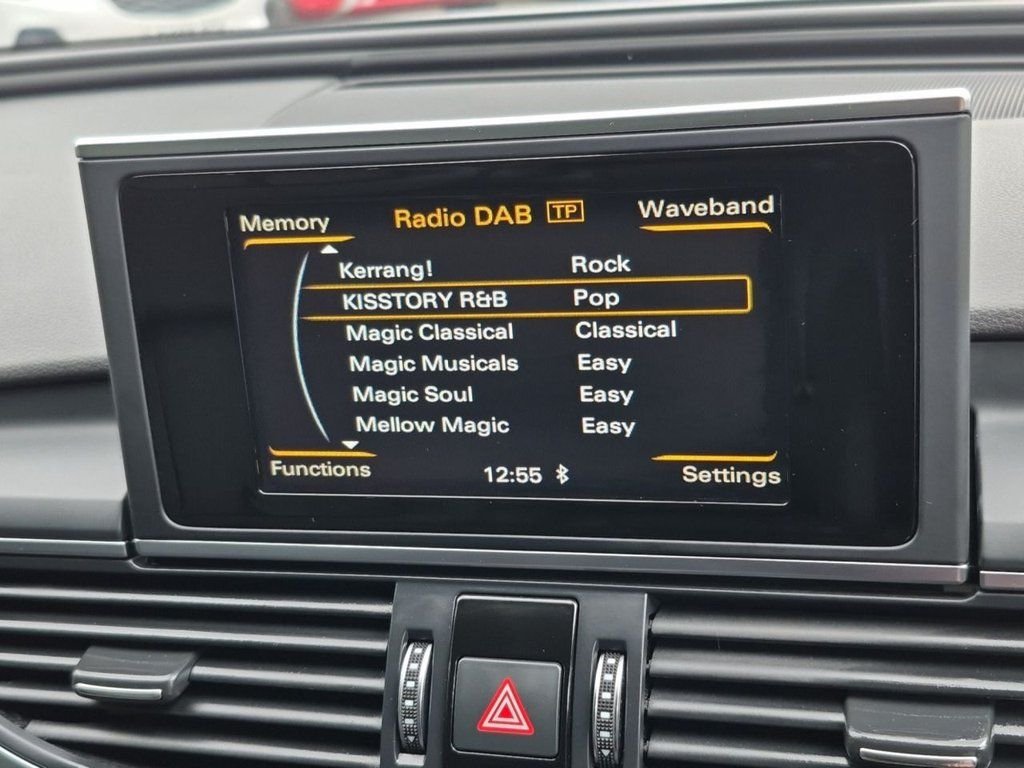 Memory Radio DAB TP Waveband
Kerrang! Rock
KISSTORY R&B Pop
Magic Classical Classical
Magic Musicals Easy
Magic Soul Easy
Mellow Magic Easy
Functions 12:55 Settings